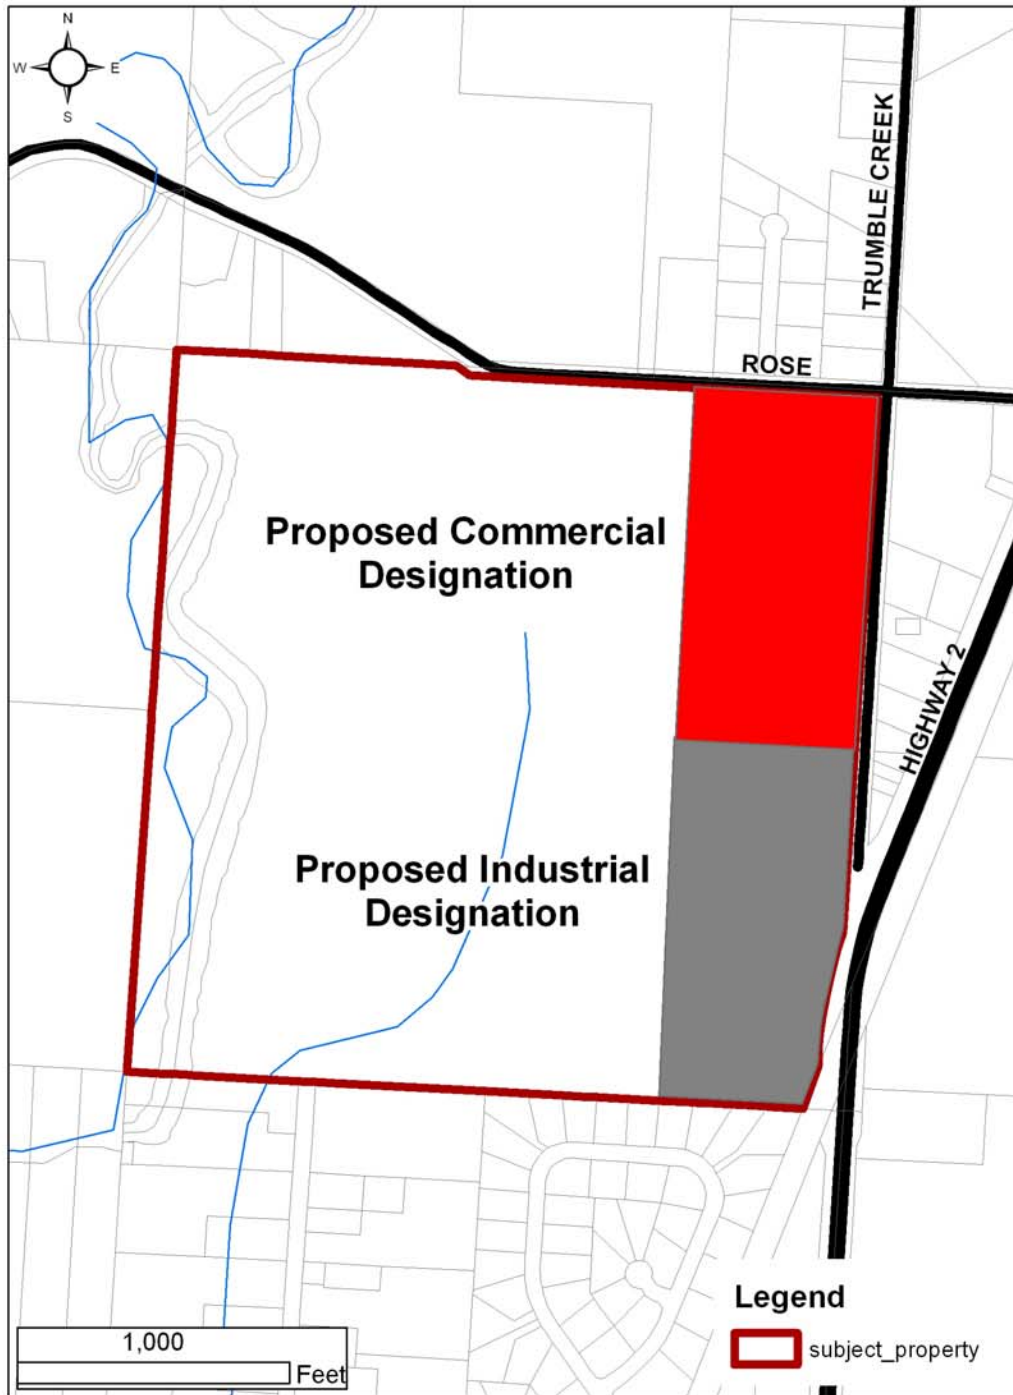 N
W E
S
TRUMBLE CREEK
ROSE
Proposed Commercial
Designation
HIGHWAY 2
Proposed Industrial
Designation
Legend
subject_property
1,000
Feet